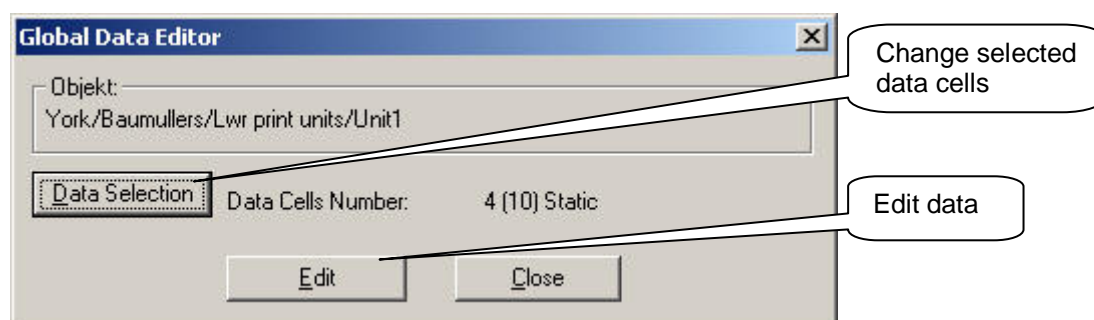 Global Data Editor
Change selected
data cells
Objekt:
York/Baumullers/Lwr print units/Unit1
Data Selection Data Cells Number: 4 (10) Static
Edit data
Edit Close